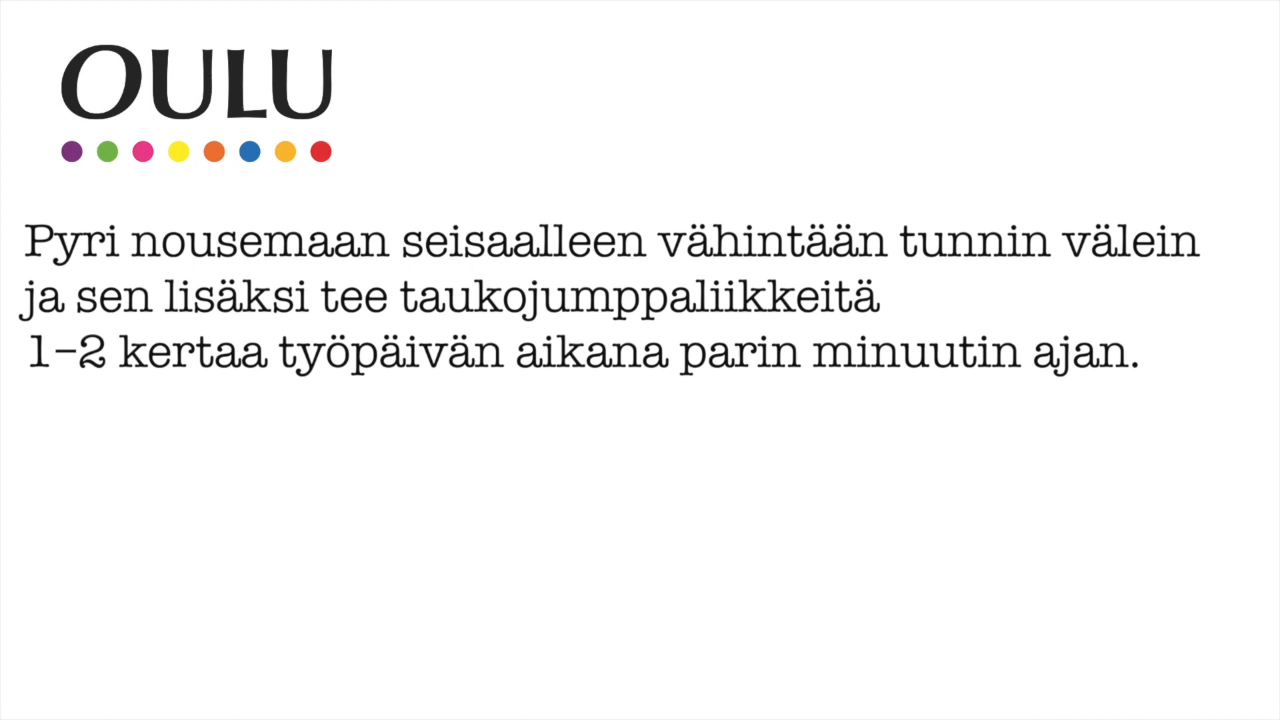 OULU
Pyri nousemaan seisaalleen vähintään tunnin välein
ja sen lisäksi tee taukojumppaliikkeitä
1–2 kertaa työpäivän aikana parin minuutin ajan.